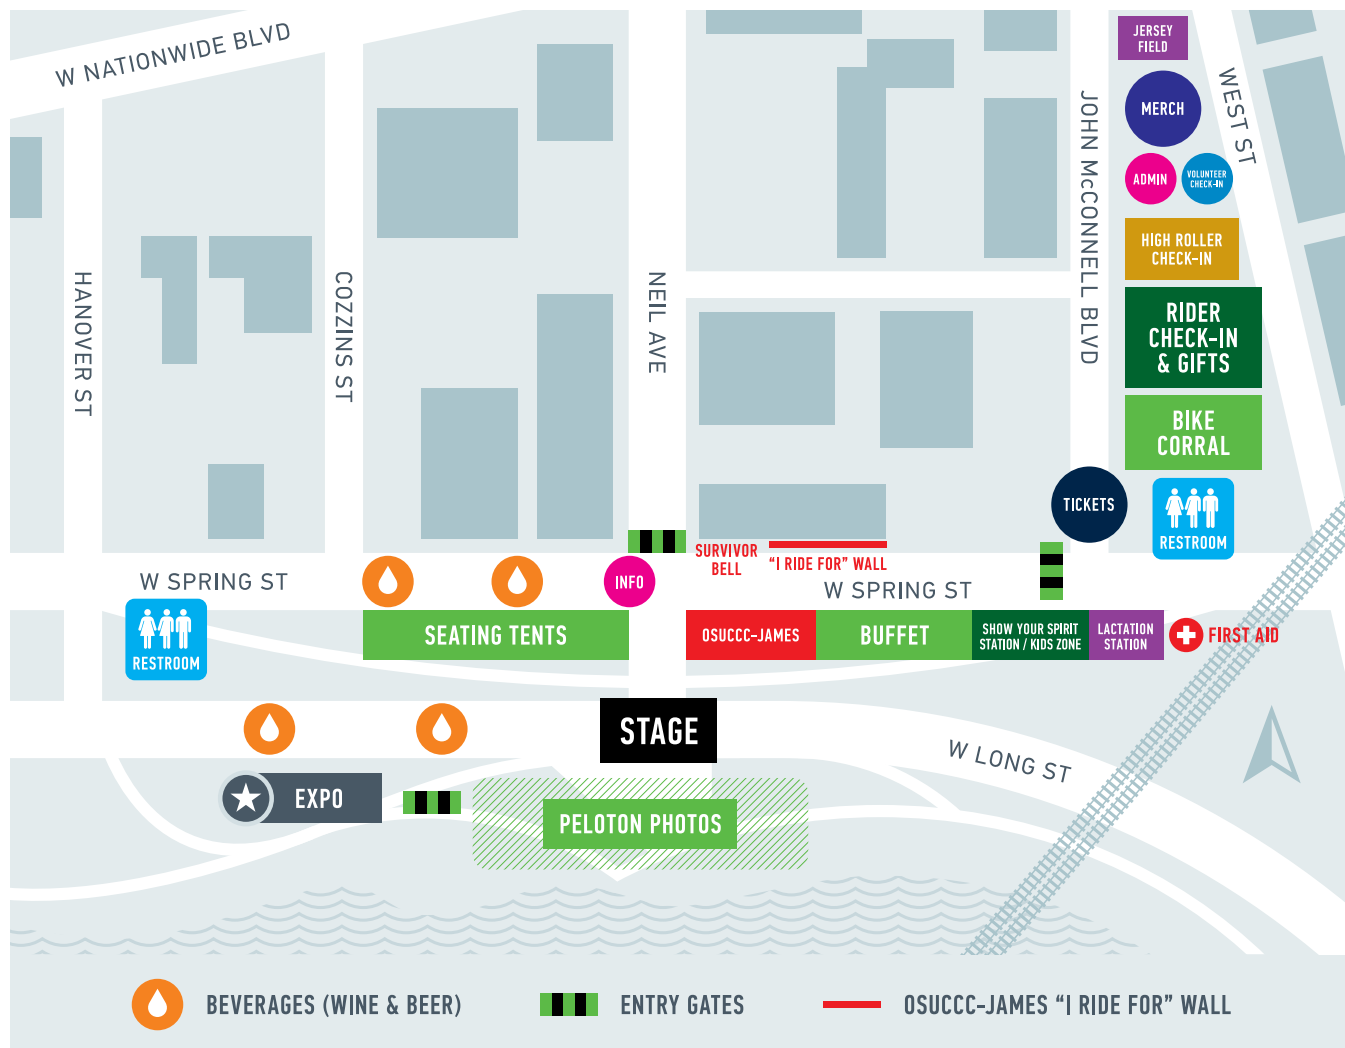 W NATIONWIDE BLVD
JERSEY
FIELD
MERCH
WEST ST
ADMIN
VOLUNTEER
CHECK-IN
JOHN McCONNELL BLVD
HIGH ROLLER
CHECK-IN
HANOVER ST
COZZINS ST
NEIL AVE
RIDER
CHECK-IN
& GIFTS
BIKE
CORRAL
TICKETS
RESTROOM
SURVIVOR
BELL
“I RIDE FOR” WALL
W SPRING ST
INFO
W SPRING ST
RESTROOM
SEATING TENTS
OSUCCC-JAMES
BUFFET
SHOW YOUR SPIRIT
STATION / KIDS ZONE
LACTATION
STATION
FIRST AID
STAGE
W LONG ST
EXPO
PELOTON PHOTOS
BEVERAGES (WINE & BEER)
ENTRY GATES
OSUCCC-JAMES “I RIDE FOR” WALL